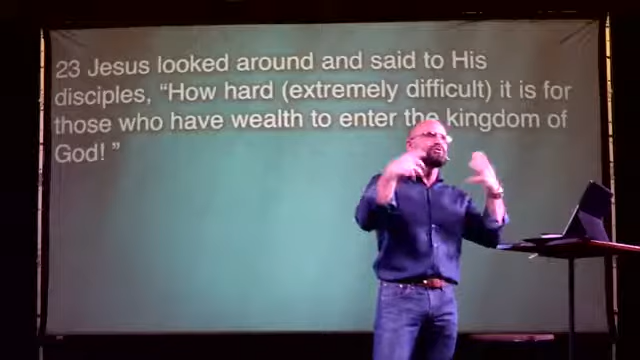 23 Jesus looked around and said to His
disciples, “How hard (extremely difficult) it is for
those who have wealth to enter the kingdom of
God! ”